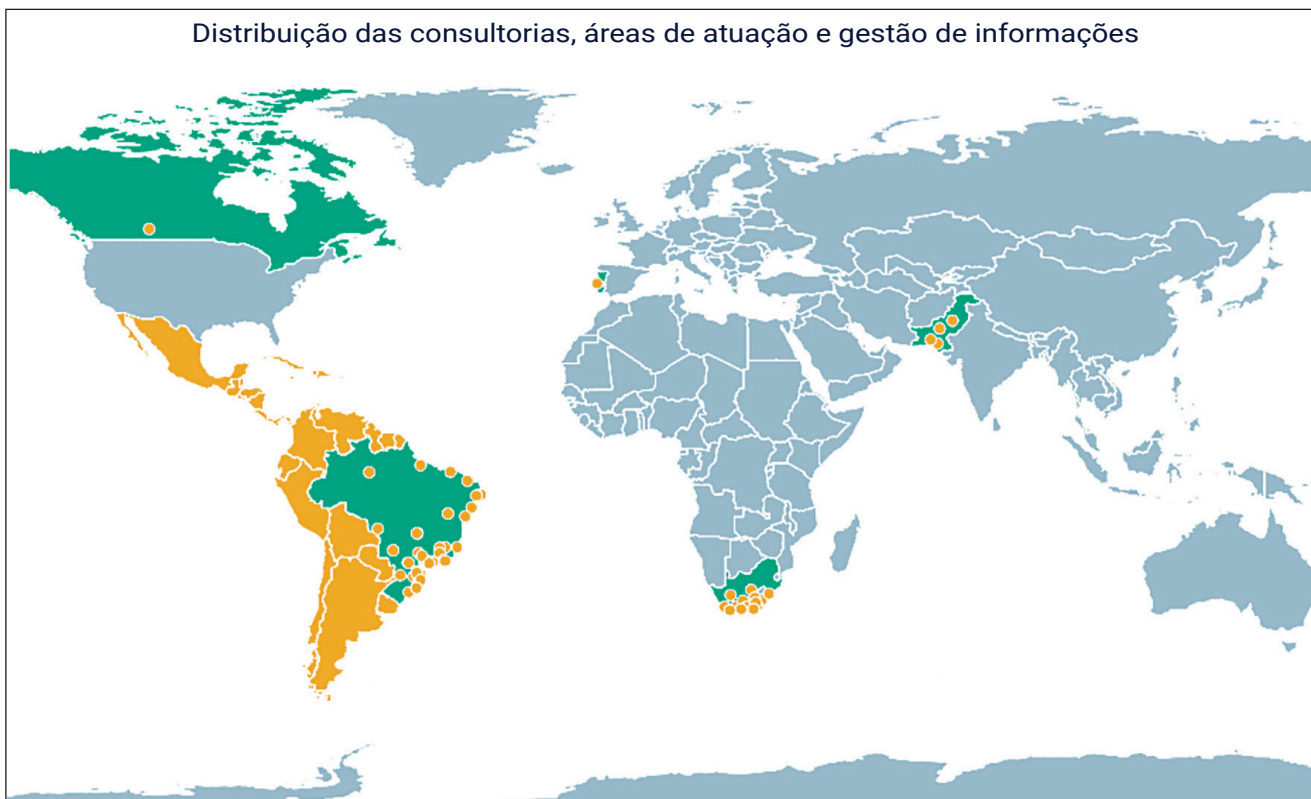 Distribuição das consultorias, áreas de atuação e gestão de informações